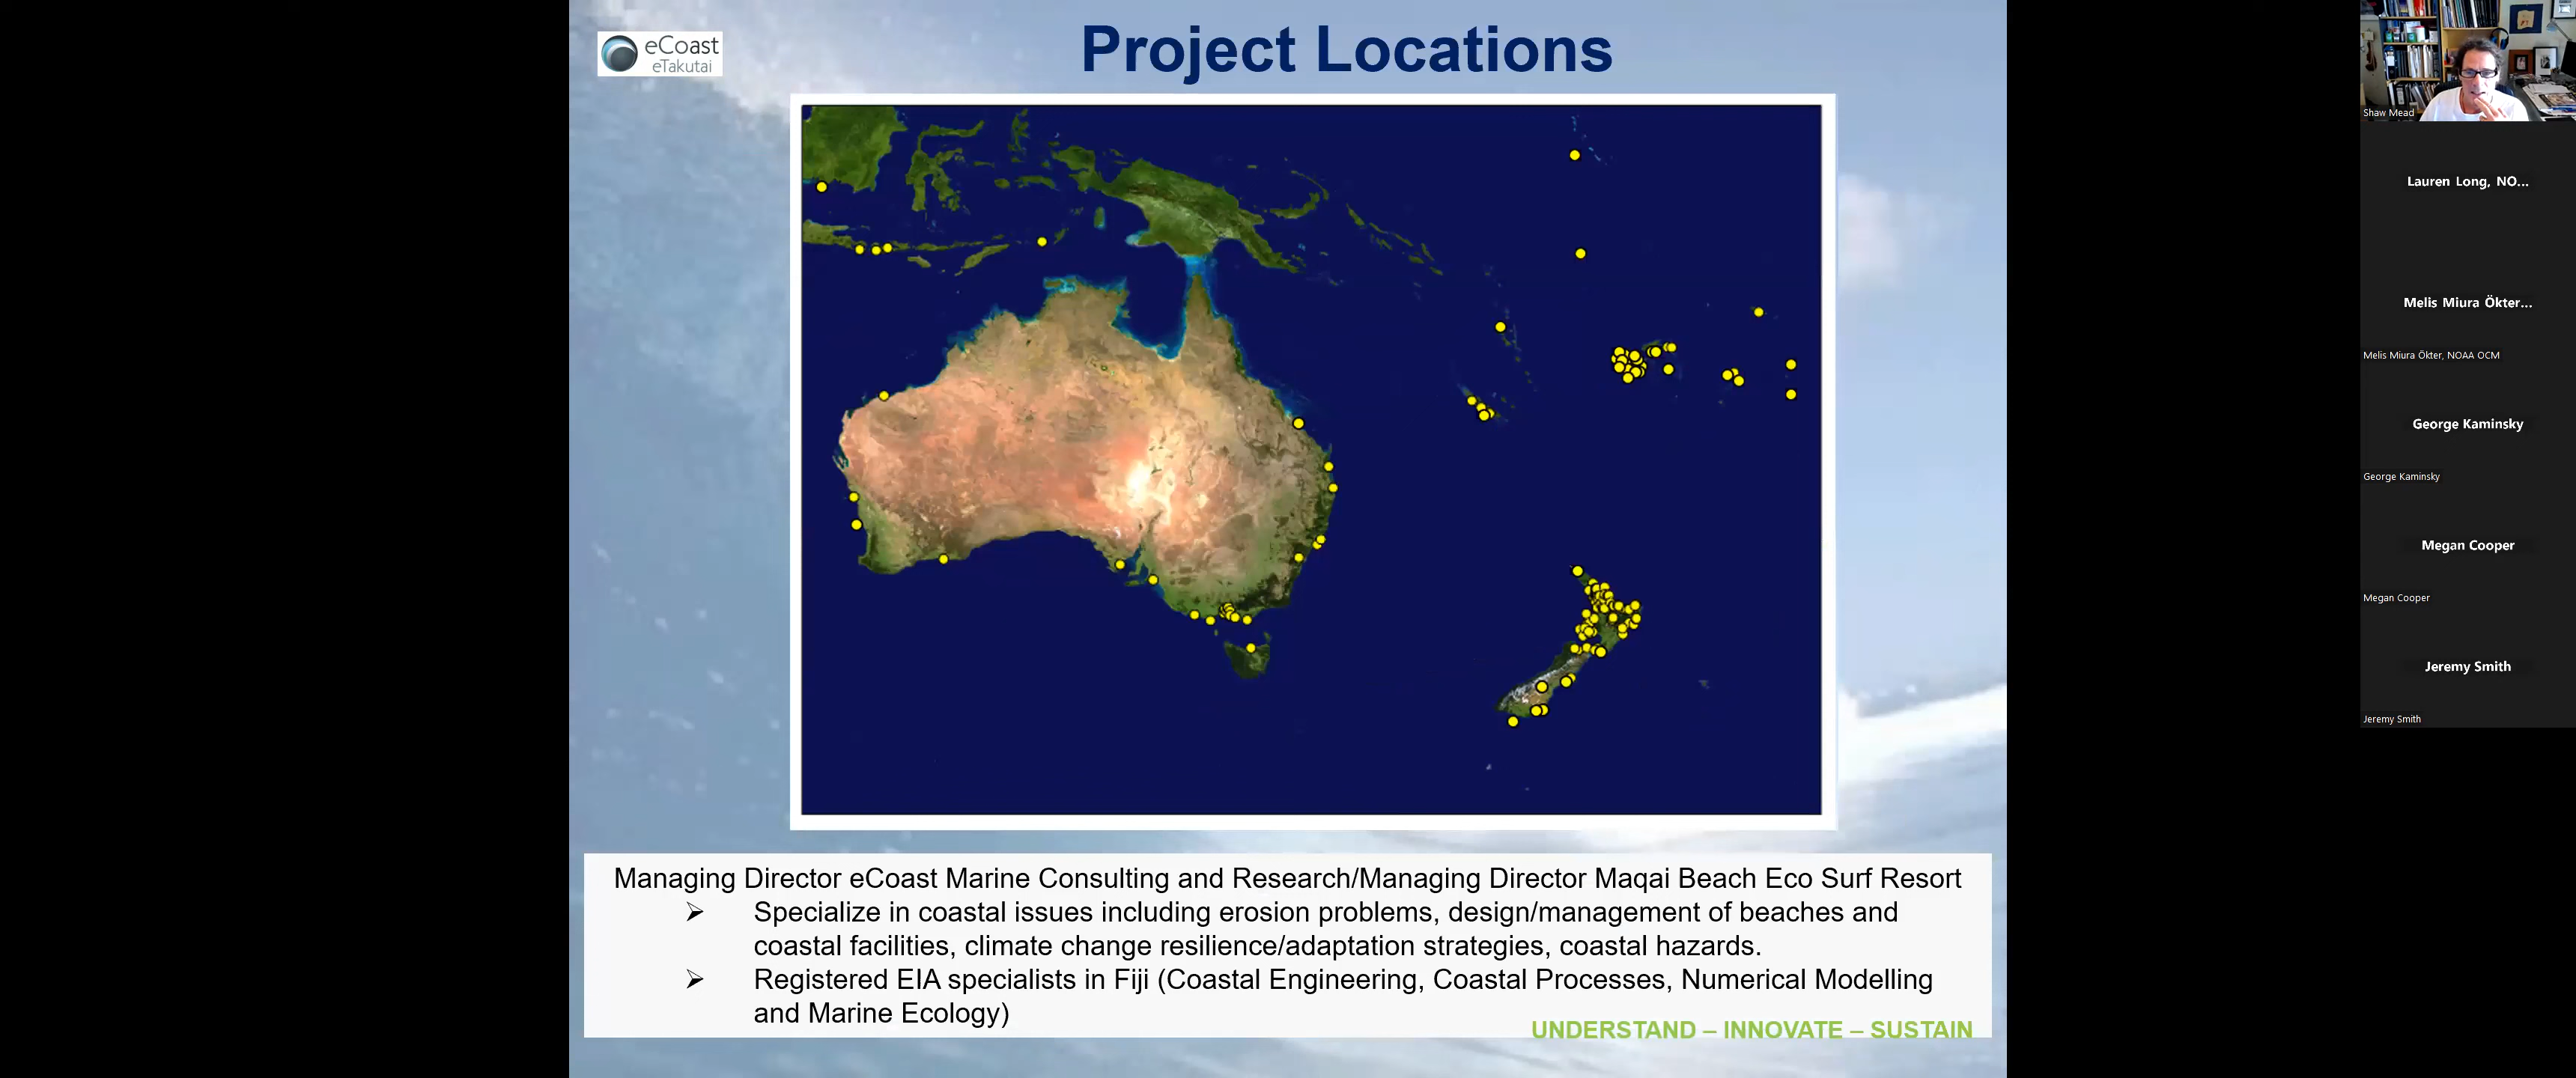 eCoast
eTakutai
Project Locations
Managing Director eCoast Marine Consulting and Research/Managing Director Maqai Beach Eco Surf Resort
➢ Specialize in coastal issues including erosion problems, design/management of beaches and
coastal facilities, climate change resilience/adaptation strategies, coastal hazards.
➢ Registered EIA specialists in Fiji (Coastal Engineering, Coastal Processes, Numerical Modelling
and Marine Ecology)
UNDERSTAND – INNOVATE – SUSTAIN
Shaw Mead
Lauren Long, NO...
Melis Miura Ökter...
Melis Miura Ökter, NOAA OCM
George Kaminsky
George Kaminsky
Megan Cooper
Megan Cooper
Jeremy Smith
Jeremy Smith